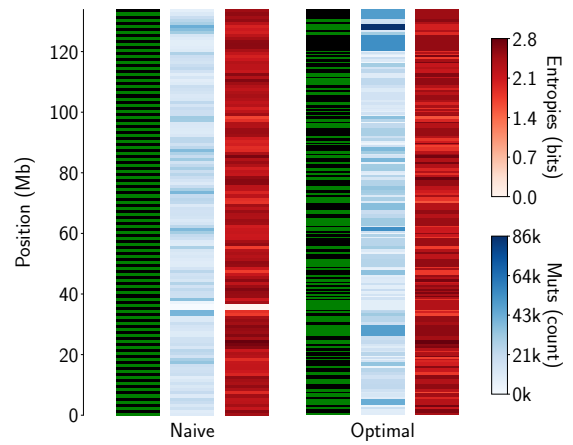 Position (Mb)
120
100
80
60
40
20
0
Naive
Optimal
2.8
2.1
1.4
0.7
0.0
Entropies (bits)
86k
64k
43k
21k
0k
Muts (count)